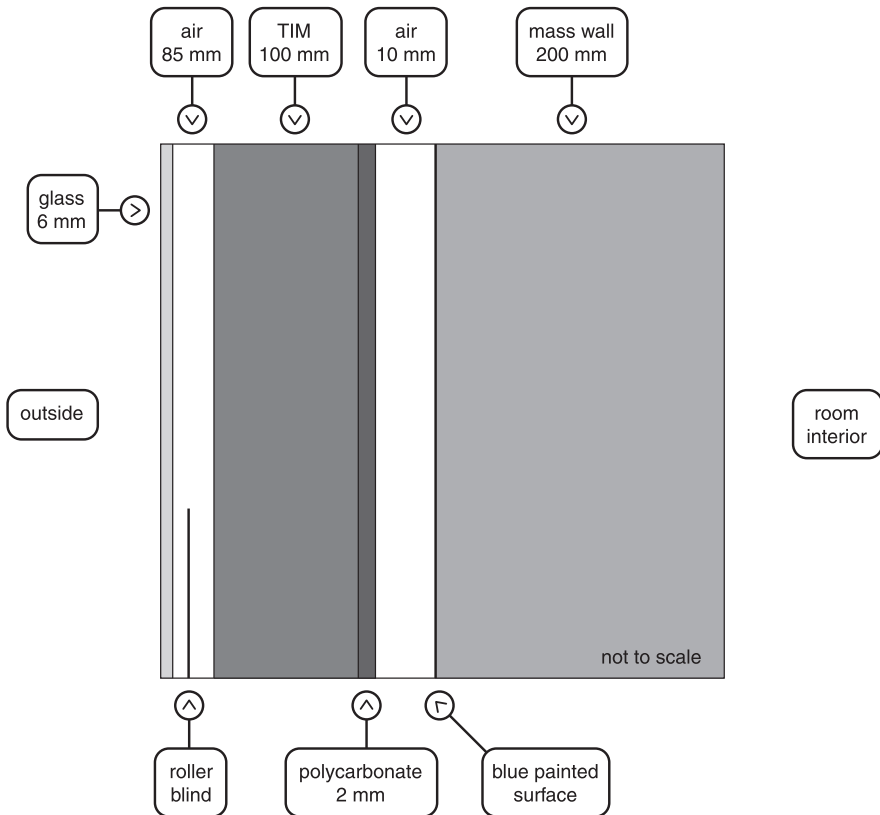 air
85 mm
TIM
100 mm
air
10 mm
mass wall
200 mm
glass
6 mm
outside
room
interior
not to scale
roller
blind
polycarbonate
2 mm
blue painted
surface